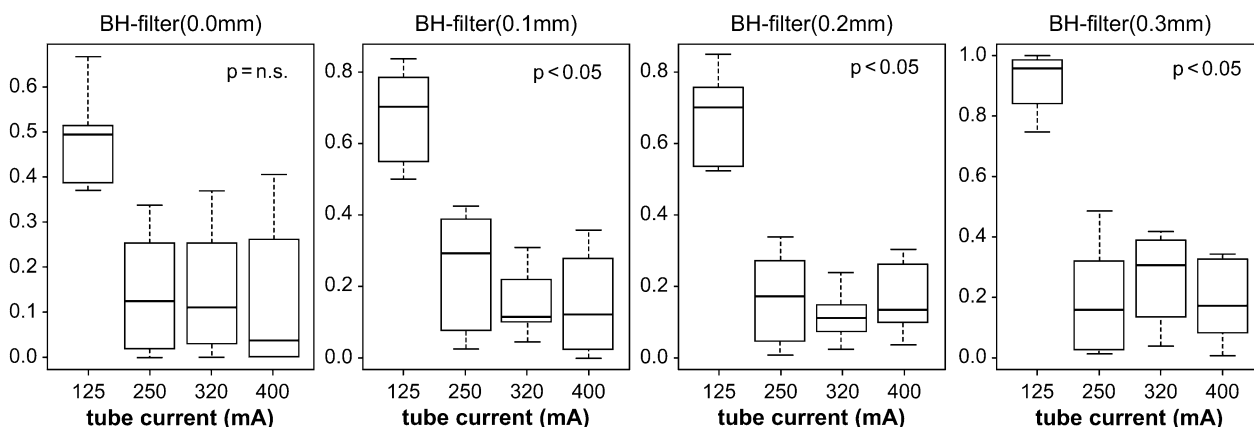 BH-filter(0.0mm)
p=n.s.
0.6
0.5
0.4
0.3
0.2
0.1
0.0
125 250 320 400
tube current (mA)
BH-filter(0.1mm)
p<0.05
0.8
0.6
0.4
0.2
0.0
125 250 320 400
tube current (mA)
BH-filter(0.2mm)
p<0.05
0.8
0.6
0.4
0.2
0.0
125 250 320 400
tube current (mA)
BH-filter(0.3mm)
p<0.05
1.0
0.8
0.6
0.4
0.2
0.0
125 250 320 400
tube current (mA)